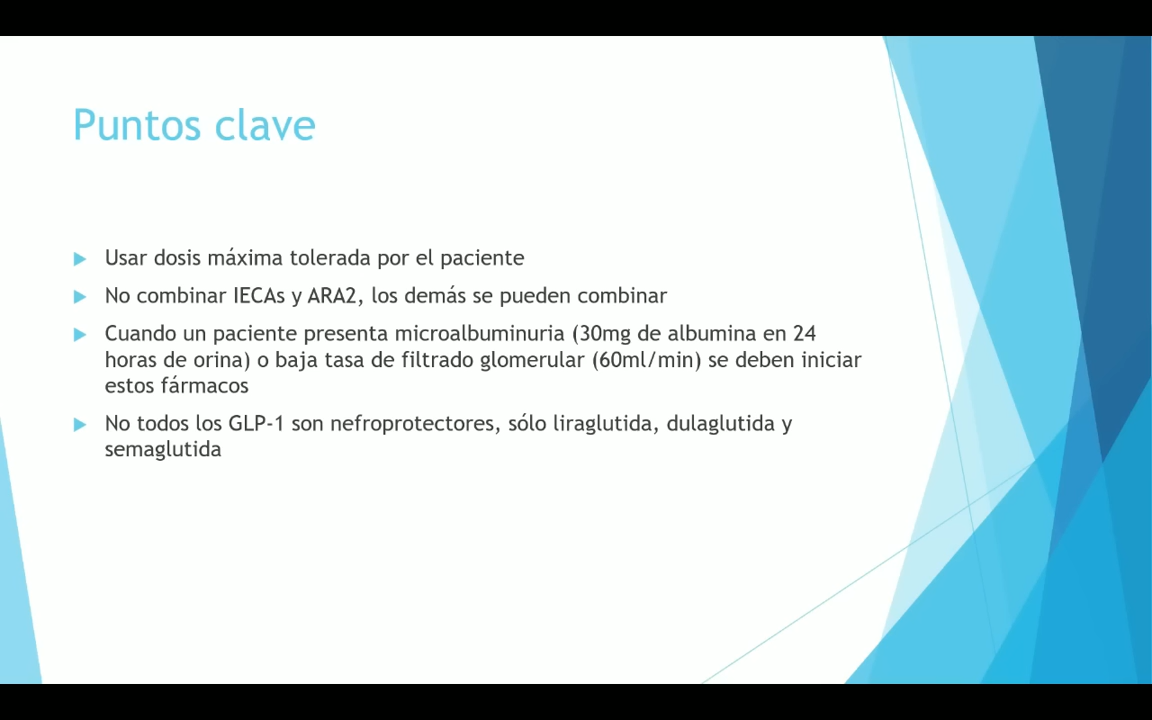 Puntos clave
Usar dosis máxima tolerada por el paciente
No combinar IECAs y ARA2, los demás se pueden combinar
Cuando un paciente presenta microalbuminuria (30mg de albumina en 24
horas de orina) o baja tasa de filtrado glomerular (60ml/min) se deben iniciar
estos fármacos
No todos los GLP-1 son nefroprotectores, sólo liraglutida, dulaglutida y
semaglutida